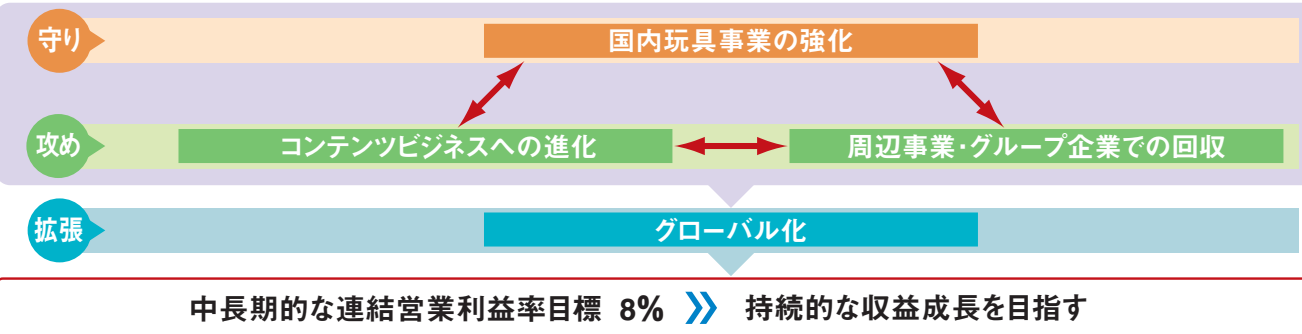 守り
国内玩具事業の強化
攻め
コンテンツビジネスへの進化
周辺事業・グループ企業での回収
拡張
グローバル化
中長期的な連結営業利益率目標 8% 持続的な収益成長を目指す